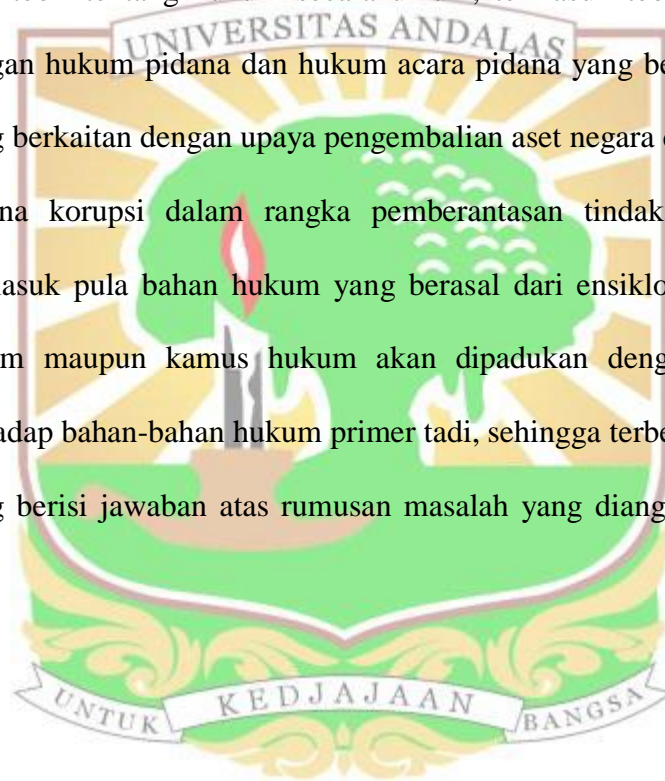 UNIVERSITAS ANDALAS
gan hukum pidana dan hukum acara pidana yang be
g berkaitan dengan upaya pengembalian aset negara
na korupsi dalam rangka pemberantasan tindak
masuk pula bahan hukum yang berasal dari ensiklo
m maupun kamus hukum akan dipadukan deng
adap bahan-bahan hukum primer tadi, sehingga terbe
g berisi jawaban atas rumusan masalah yang diang
UNTUK KEDJAJAAN BANGSA